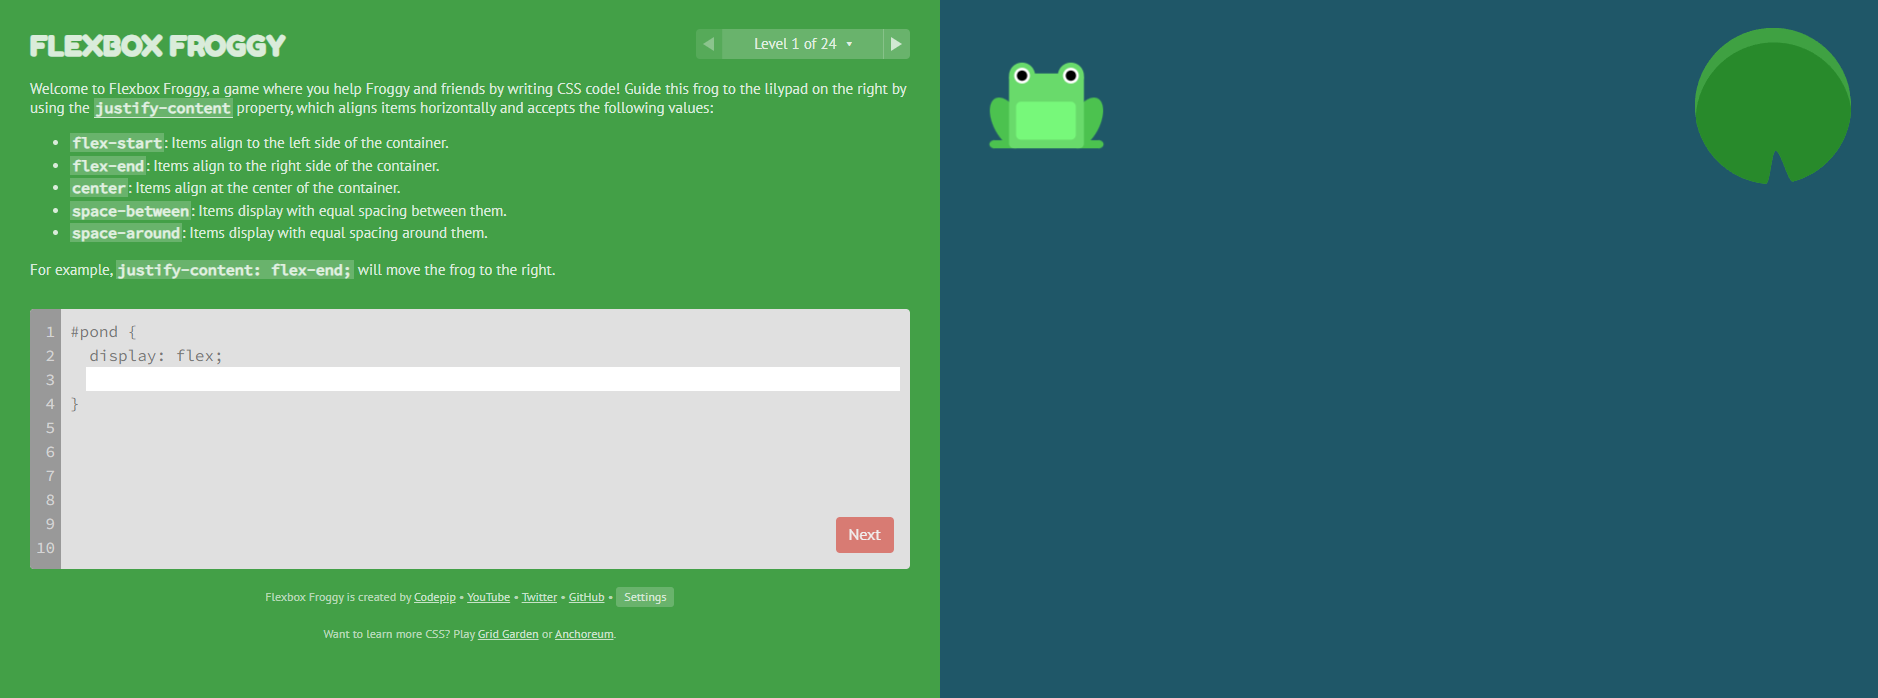 FLEXBOX FROGGY
Level 1 of 24
Welcome to Flexbox Froggy, a game where you help Froggy and friends by writing CSS code! Guide this frog to the lilypad on the right by
using the justify-content property, which aligns items horizontally and accepts the following values:
• flex-start: Items align to the left side of the container.
• flex-end: Items align to the right side of the container.
• center: Items align at the center of the container.
• space-between: Items display with equal spacing between them.
• space-around: Items display with equal spacing around them.
For example, justify-content: flex-end; will move the frog to the right.
1 #pond {
2 display: flex;
3
4 }
5
6
7
8
9
10
Next
Flexbox Froggy is created by Codepip • YouTube • Twitter • GitHub • Settings
Want to learn more CSS? Play Grid Garden or Anchoreum.